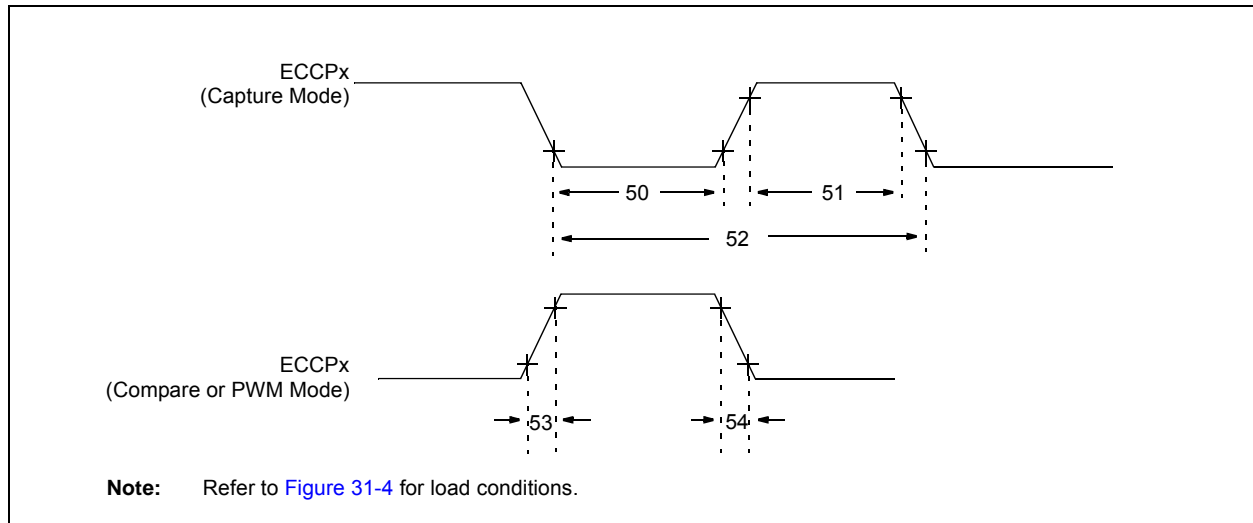 ECCPx
(Capture Mode)
50
51
52
ECCPx
(Compare or PWM Mode)
53
54
Note: Refer to Figure 31-4 for load conditions.